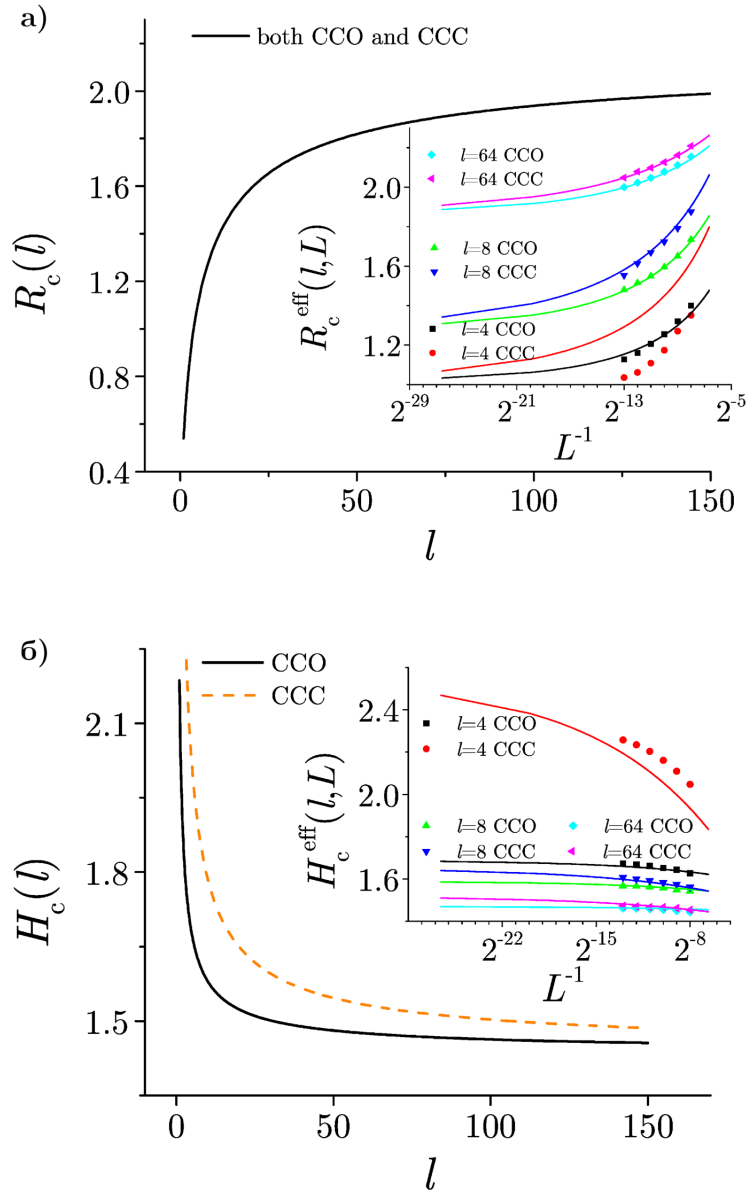 а)
both CCO and CCC
2.0
1.6
1.2
0.8
0.4
R_c(l)
0
50
100
150
l
l=64 CCO
l=64 CCC
l=8 CCO
l=8 CCC
l=4 CCO
l=4 CCC
2.0
1.6
1.2
R_c^eff(l,L)
2^-29
2^-21
2^-13
2^-5
L^-1
б)
CCO
CCC
2.1
1.8
1.5
H_c(l)
0
50
100
150
l
l=4 CCO
l=4 CCC
l=8 CCO
l=64 CCO
l=8 CCC
l=64 CCC
2.4
2.0
1.6
H_c^eff(l,L)
2^-22
2^-15
2^-8
L^-1